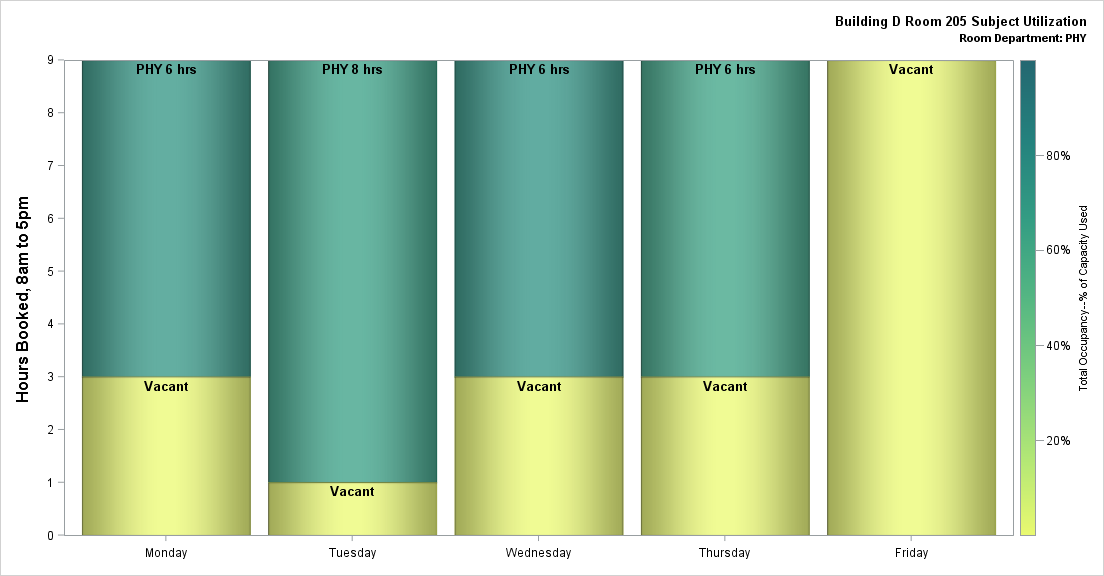 Building D Room 205 Subject Utilization
Room Department: PHY
Hours Booked, 8am to 5pm
9
8
7
6
5
4
3
2
1
0
PHY 6 hrs
Vacant
PHY 8 hrs
Vacant
PHY 6 hrs
Vacant
PHY 6 hrs
Vacant
Vacant
Monday
Tuesday
Wednesday
Thursday
Friday
80%
60%
40%
20%
Total Occupancy--% of Capacity Used